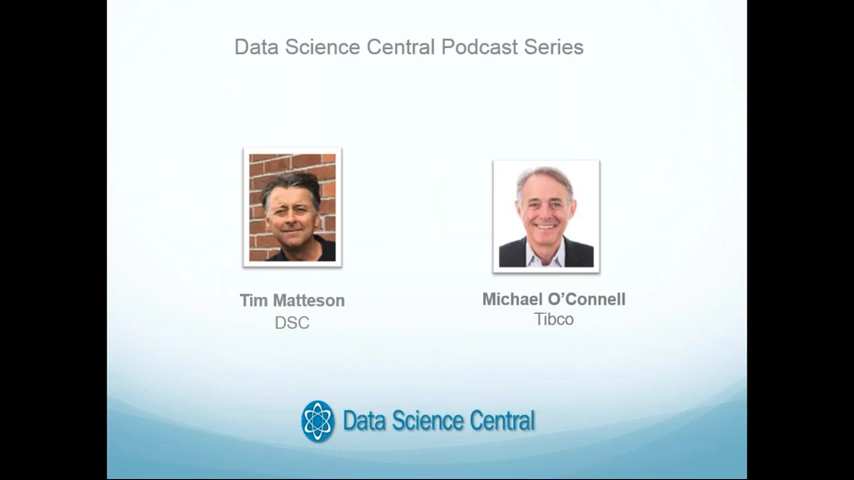 Data Science Central Podcast Series
Tim Matteson
DSC
Michael O'Connell
Tibco
Data Science Central